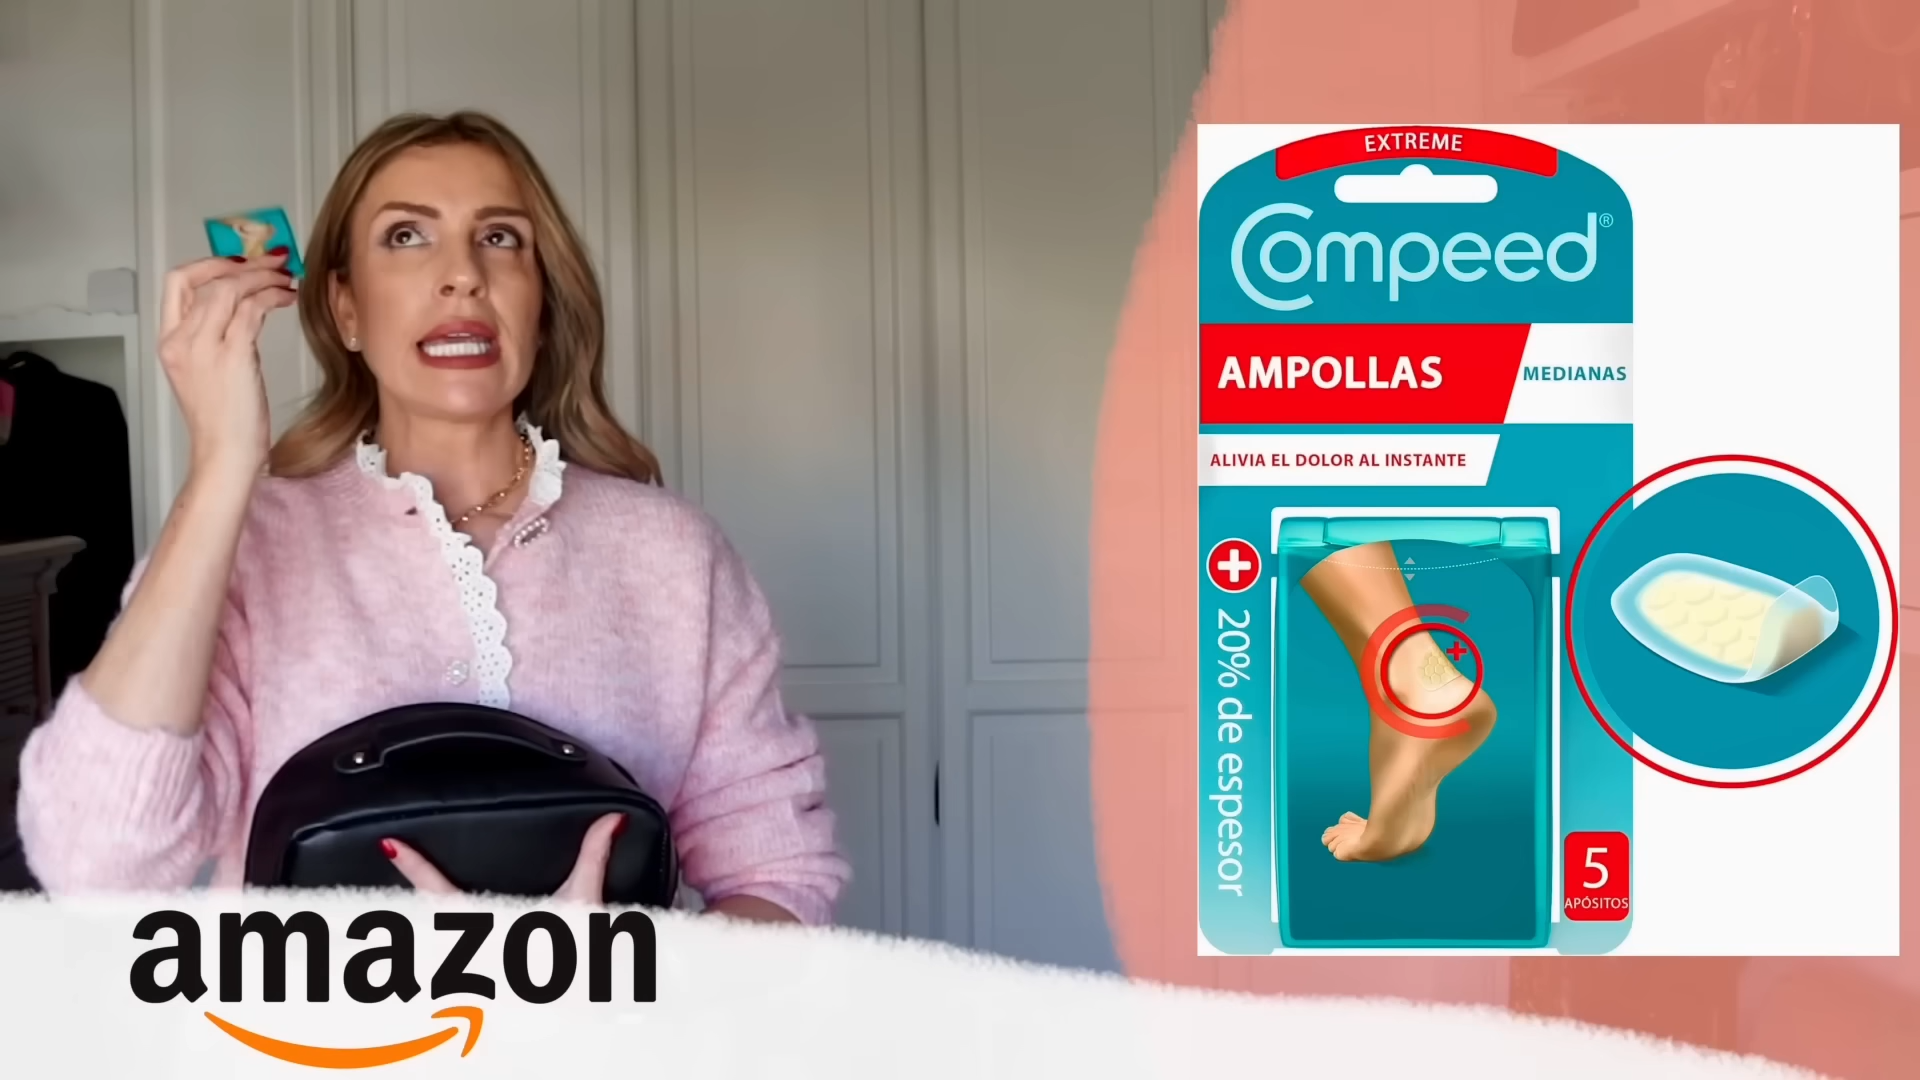 EXTREME
Compeed®
AMPOLLAS
MEDIANAS
ALIVIA EL DOLOR AL INSTANTE
20% de espesor
5
APÓSITOS
amazon